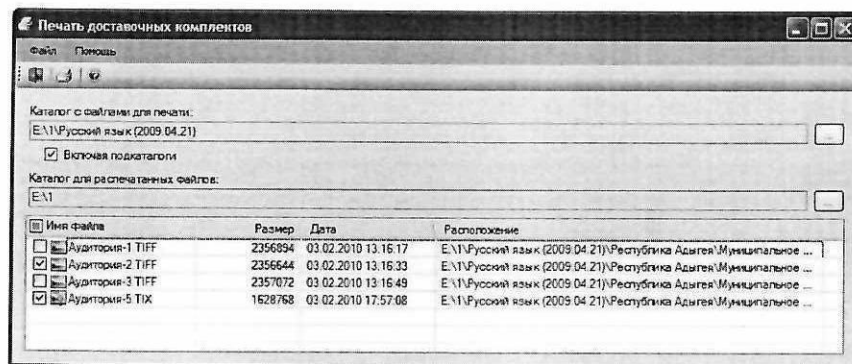 Печать доставочных комплектов
Файл Помощь
Каталог с файлами для печати:
E:\1\Русский язык (2009.04.21)
Включая подкаталоги
Каталог для распечатанных файлов:
E:\1
Имя файла Размер Дата Расположение
Аудитория-1.TIFF 2356894 03.02.2010 13:16:17 E:\1\Русский язык (2009.04.21)\Республика Адыгея\Муниципальное ...
Аудитория-2.TIFF 2356644 03.02.2010 13:16:33 E:\1\Русский язык (2009.04.21)\Республика Адыгея\Муниципальное ...
Аудитория-3.TIFF 2357072 03.02.2010 13:16:49 E:\1\Русский язык (2009.04.21)\Республика Адыгея\Муниципальное ...
Аудитория-5.TIX 1628768 03.02.2010 17:57:08 E:\1\Русский язык (2009.04.21)\Республика Адыгея\Муниципальное ...